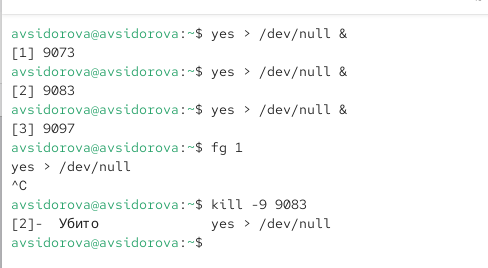 avsidorova@avsidorova:~$ yes > /dev/null &
[1] 9073
avsidorova@avsidorova:~$ yes > /dev/null &
[2] 9083
avsidorova@avsidorova:~$ yes > /dev/null &
[3] 9097
avsidorova@avsidorova:~$ fg 1
yes > /dev/null
^C
avsidorova@avsidorova:~$ kill -9 9083
[2]-  Убито              yes > /dev/null
avsidorova@avsidorova:~$